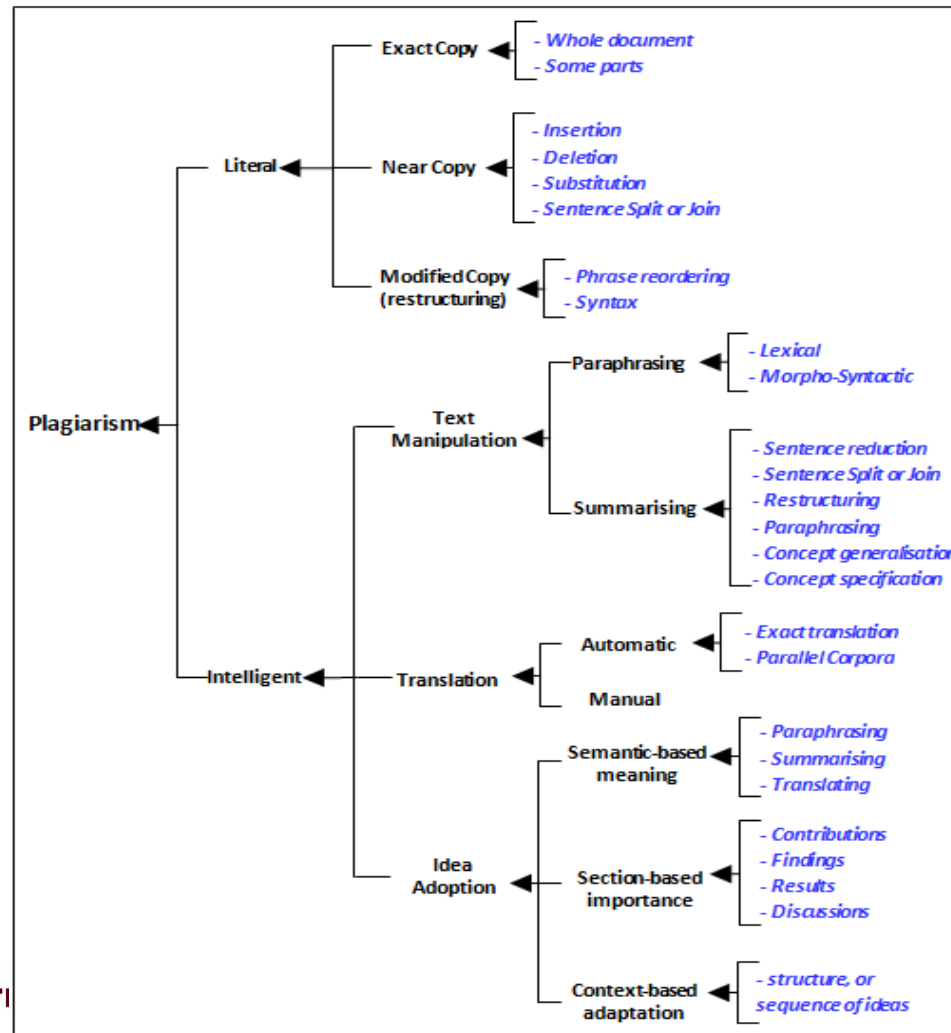 Plagiarism
Literal
Exact Copy
- Whole document
- Some parts
Near Copy
- Insertion
- Deletion
- Substitution
- Sentence Split or Join
Modified Copy
(restructuring)
- Phrase reordering
- Syntax
Intelligent
Text
Manipulation
Paraphrasing
- Lexical
- Morpho-Syntactic
Summarising
- Sentence reduction
- Sentence Split or Join
- Restructuring
- Paraphrasing
- Concept generalisation
- Concept specification
Translation
Automatic
- Exact translation
- Parallel Corpora
Manual
Idea
Adoption
Semantic-based
meaning
- Paraphrasing
- Summarising
- Translating
Section-based
importance
- Contributions
- Findings
- Results
- Discussions
Context-based
adaptation
- structure, or
sequence of ideas